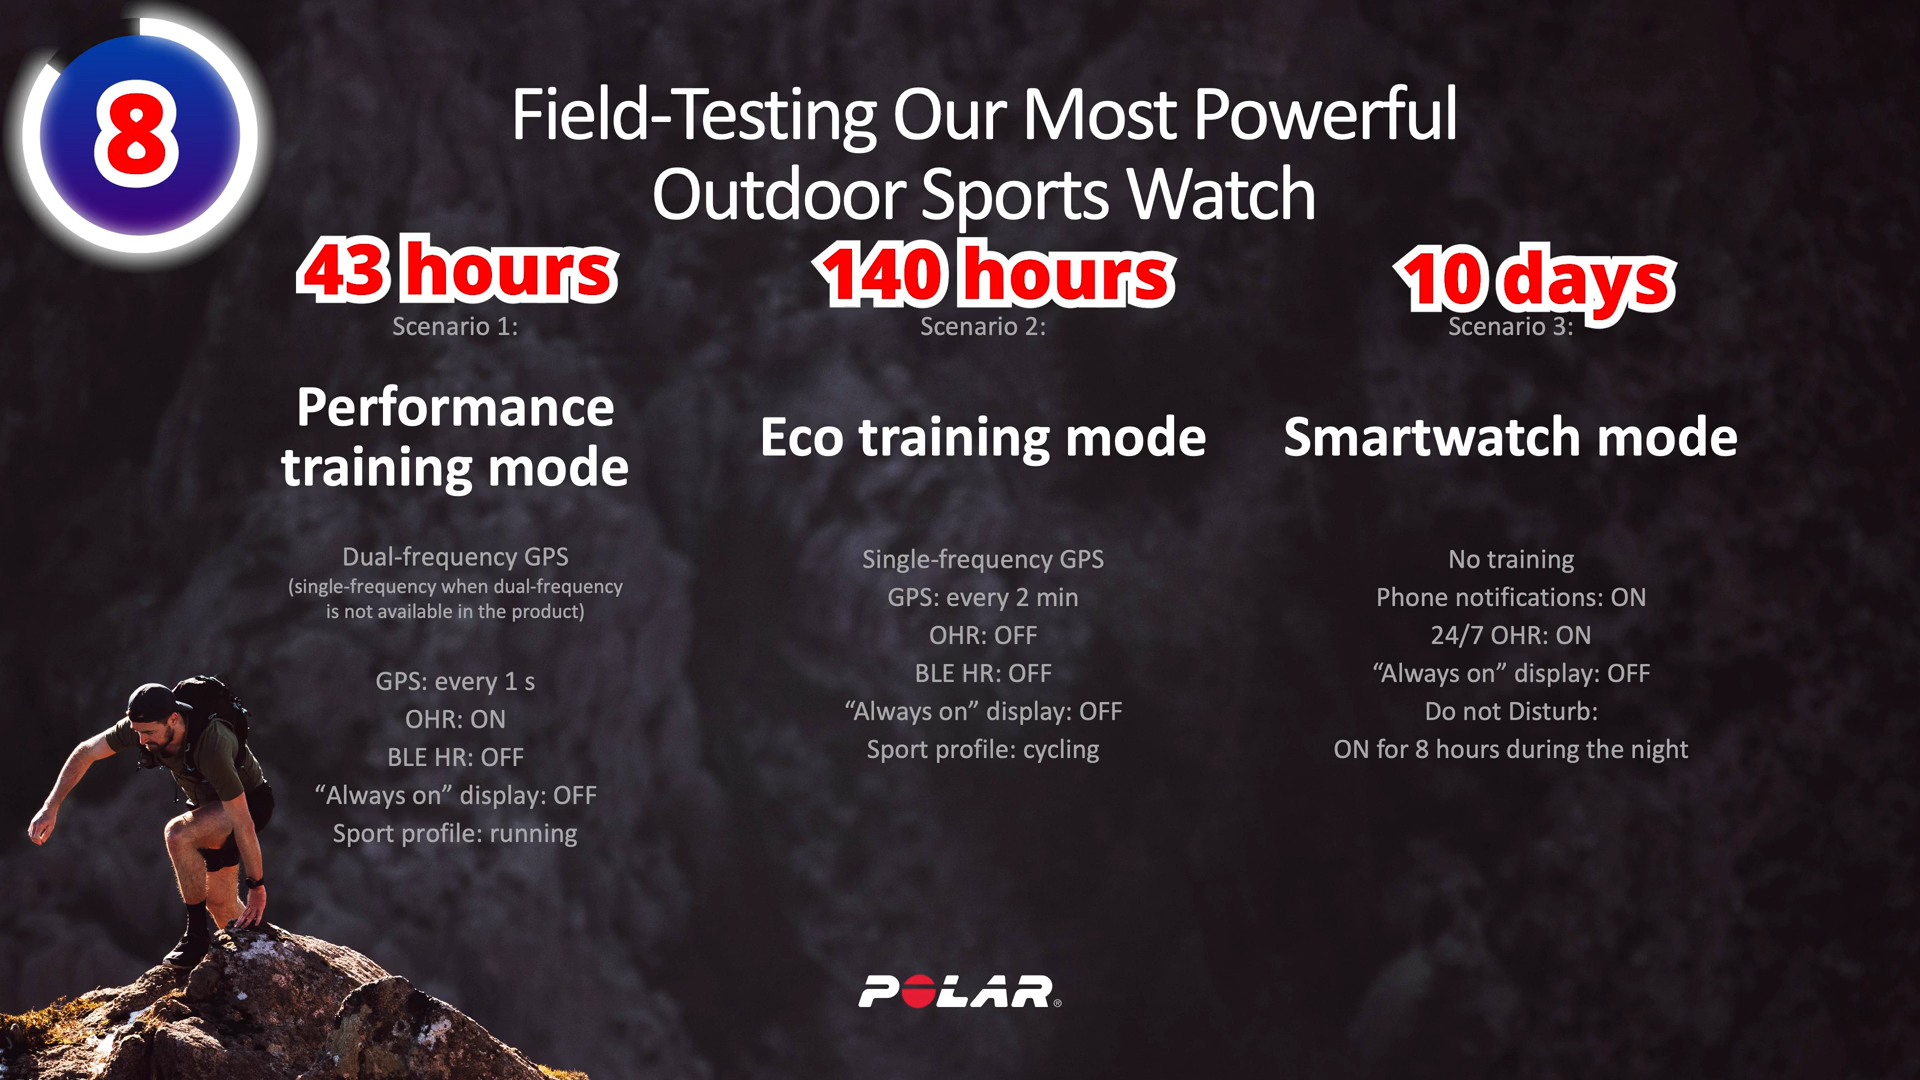 8
Field-Testing Our Most Powerful
Outdoor Sports Watch
43 hours
Scenario 1:
Performance
training mode
Dual-frequency GPS
(single-frequency when dual-frequency
is not available in the product)
GPS: every 1 s
OHR: ON
BLE HR: OFF
“Always on” display: OFF
Sport profile: running
140 hours
Scenario 2:
Eco training mode
Single-frequency GPS
GPS: every 2 min
OHR: OFF
BLE HR: OFF
“Always on” display: OFF
Sport profile: cycling
10 days
Scenario 3:
Smartwatch mode
No training
Phone notifications: ON
24/7 OHR: ON
“Always on” display: OFF
Do not Disturb:
ON for 8 hours during the night
POLAR®